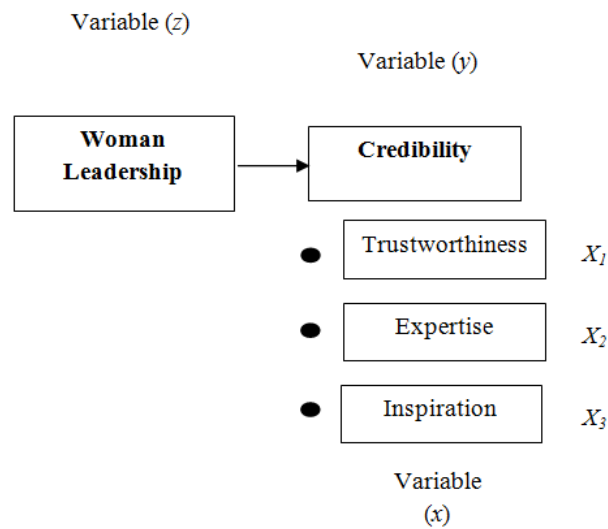 Variable (z)
Variable (y)
Woman
Leadership
Credibility
Trustworthiness
X1
Expertise
X2
Inspiration
X3
Variable
(x)